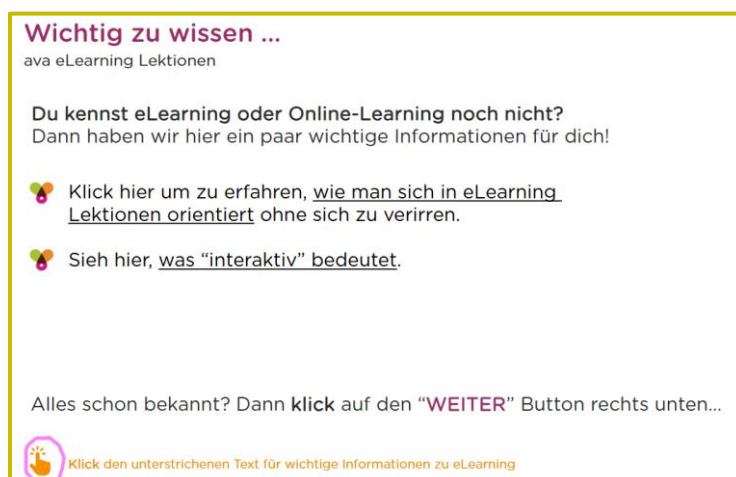 Wichtig zu wissen ...
ava eLearning Lektionen
Du kennst eLearning oder Online-Learning noch nicht?
Dann haben wir hier ein paar wichtige Informationen für dich!
Klick hier um zu erfahren, wie man sich in eLearning
Lektionen orientiert ohne sich zu verirren.
Sieh hier, was “interaktiv” bedeutet.
Alles schon bekannt? Dann klick auf den “WEITER” Button rechts unten...
Klick den unterstrichenen Text für wichtige Informationen zu eLearning